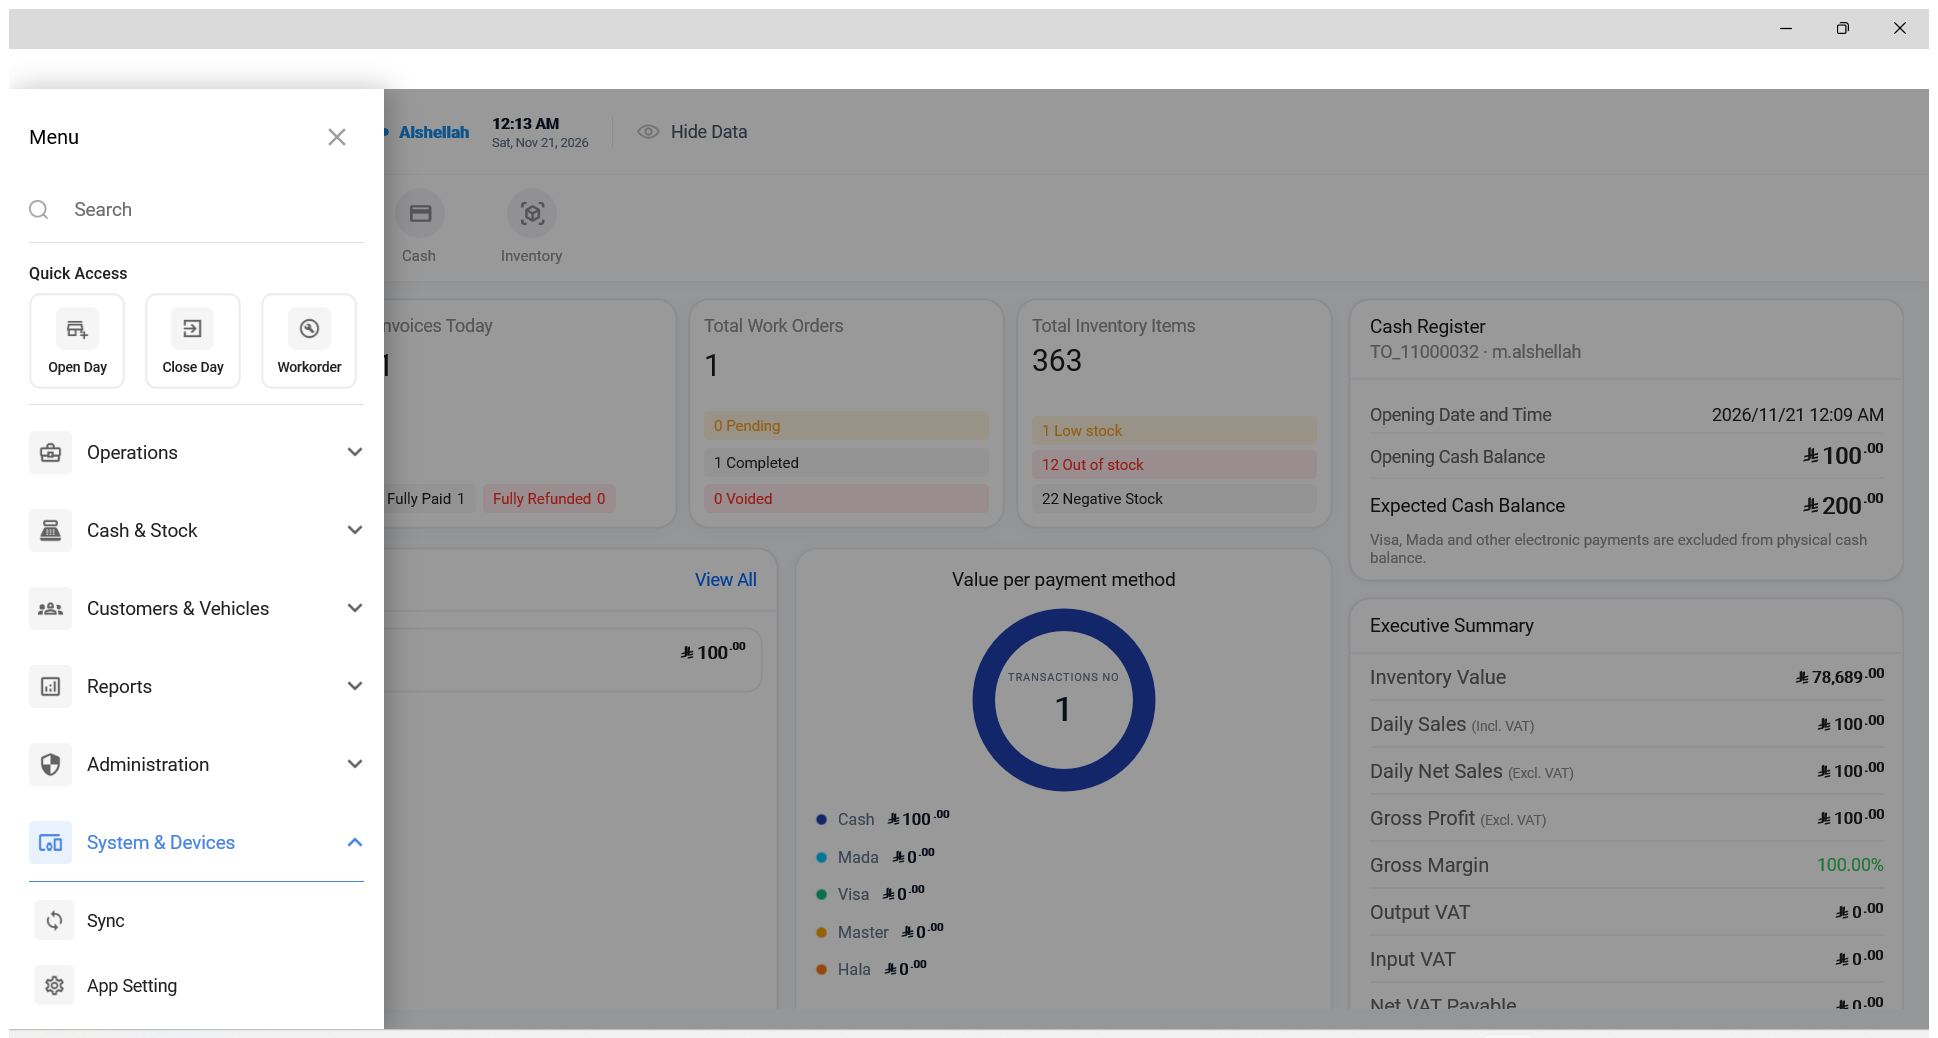 Menu
Search
Quick Access
Open Day
Close Day
Workorder
Operations
Cash & Stock
Customers & Vehicles
Reports
Administration
System & Devices
Sync
App Setting
Alshellah
12:13 AM
Sat, Nov 21, 2026
Hide Data
Cash
Inventory
nvoices Today
1
Fully Paid 1
Fully Refunded 0
Total Work Orders
1
0 Pending
1 Completed
0 Voided
Total Inventory Items
363
1 Low stock
12 Out of stock
22 Negative Stock
View All
100.00
Value per payment method
TRANSACTIONS NO
1
Cash 100.00
Mada 0.00
Visa 0.00
Master 0.00
Hala 0.00
Cash Register
TO_11000032 · m.alshellah
Opening Date and Time 2026/11/21 12:09 AM
Opening Cash Balance 100.00
Expected Cash Balance 200.00
Visa, Mada and other electronic payments are excluded from physical cash
balance.
Executive Summary
Inventory Value 78,689.00
Daily Sales (Incl. VAT) 100.00
Daily Net Sales (Excl. VAT) 100.00
Gross Profit (Excl. VAT) 100.00
Gross Margin 100.00%
Output VAT 0.00
Input VAT 0.00
Net VAT Payable 0.00